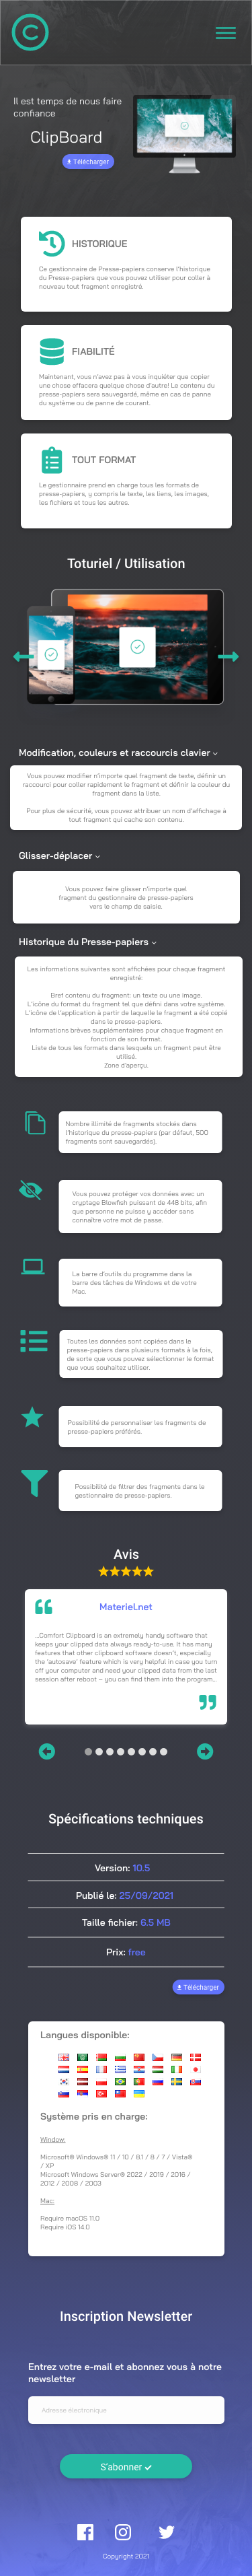 Il est temps de nous faire
confiance
ClipBoard
Télécharger
HISTORIQUE
Ce gestionnaire de Presse-papiers conserve l'historique
du Presse-papiers que vous pouvez utiliser pour coller à
nouveau tout fragment enregistré.
FIABILITÉ
Maintenant, vous n'avez pas à vous inquiéter que copier
une chose effacera quelque chose d'autre! Le contenu du
presse-papiers sera sauvegardé, même en cas de panne
du système ou de panne de courant.
TOUT FORMAT
Le gestionnaire prend en charge tous les formats de
presse-papiers, y compris le texte, les liens, les images,
les fichiers et tous les autres.
Toturiel / Utilisation
Modification, couleurs et raccourcis clavier
Vous pouvez modifier n'importe quel fragment de texte, définir un
raccourci pour coller rapidement le fragment et définir la couleur du
fragment dans la liste.
Pour plus de sécurité, vous pouvez attribuer un nom d'affichage à
tout fragment qui cache son contenu.
Glisser-déplacer
Vous pouvez faire glisser n'importe quel
fragment du gestionnaire de presse-papiers
vers le champ de saisie.
Historique du Presse-papiers
Les informations suivantes sont affichées pour chaque fragment
enregistré:
Bref contenu du fragment: un texte ou une image.
L'icône du format du fragment tel que défini dans votre système.
L'icône de l'application à partir de laquelle le fragment a été copié
dans le presse-papiers.
Informations brèves supplémentaires pour chaque fragment en
fonction de son format.
Liste de tous les formats dans lesquels un fragment peut être
utilisé.
Zone d'aperçu.
Nombre illimité de fragments stockés dans
l'historique du presse-papiers (par défaut, 500
fragments sont sauvegardés).
Vous pouvez protéger vos données avec un
cryptage Blowfish puissant de 448 bits, afin
que personne ne puisse y accéder sans
connaître votre mot de passe.
La barre d'outils du programme dans la
barre des tâches de Windows et de votre
Mac.
Toutes les données sont copiées dans le
presse-papiers dans plusieurs formats à la fois,
de sorte que vous pouvez sélectionner le format
que vous souhaitez utiliser.
Possibilité de personnaliser les fragments de
presse-papiers préférés.
Possibilité de filtrer des fragments dans le
gestionnaire de presse-papiers.
Avis
Materiel.net
...Comfort Clipboard is an extremely handy software that
keeps your clipped data always ready-to-use. It has many
features that other clipboard software doesn't, especially
the 'autosave' feature which is very helpful in case you turn
off your computer and need your clipped data from the last
session after reboot – you can find them into the program...
Spécifications techniques
Version: 10.5
Publié le: 25/09/2021
Taille fichier: 6.5 MB
Prix: free
Télécharger
Langues disponible:
Système pris en charge:
Window:
Microsoft® Windows® 11 / 10 / 8.1 / 8 / 7 / Vista®
/ XP
Microsoft Windows Server® 2022 / 2019 / 2016 /
2012 / 2008 / 2003
Mac:
Require macOS 11.0
Require iOS 14.0
Inscription Newsletter
Entrez votre e-mail et abonnez vous à notre
newsletter
Adresse électronique
S'abonner
Copyright 2021